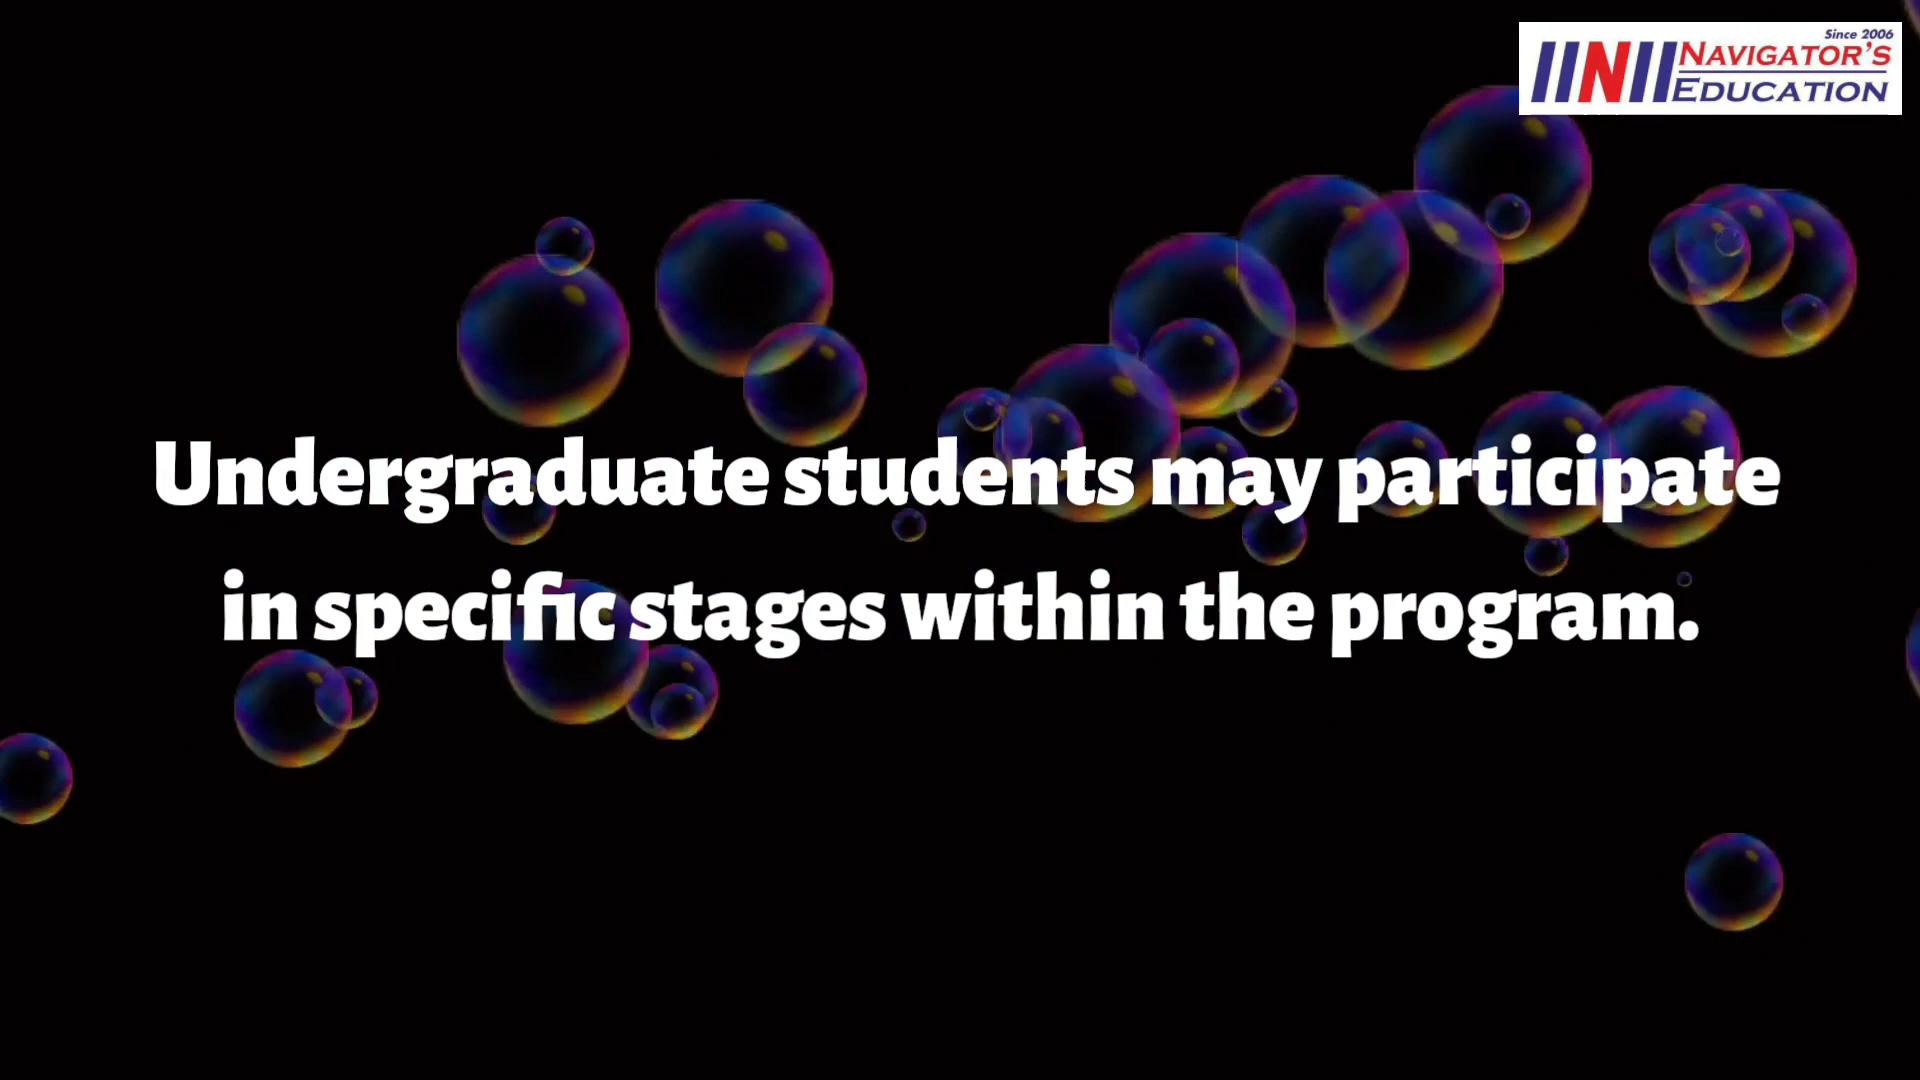 Since 2006
NAVIGATOR'S
EDUCATION
Undergraduate students may participate
in specific stages within the program.